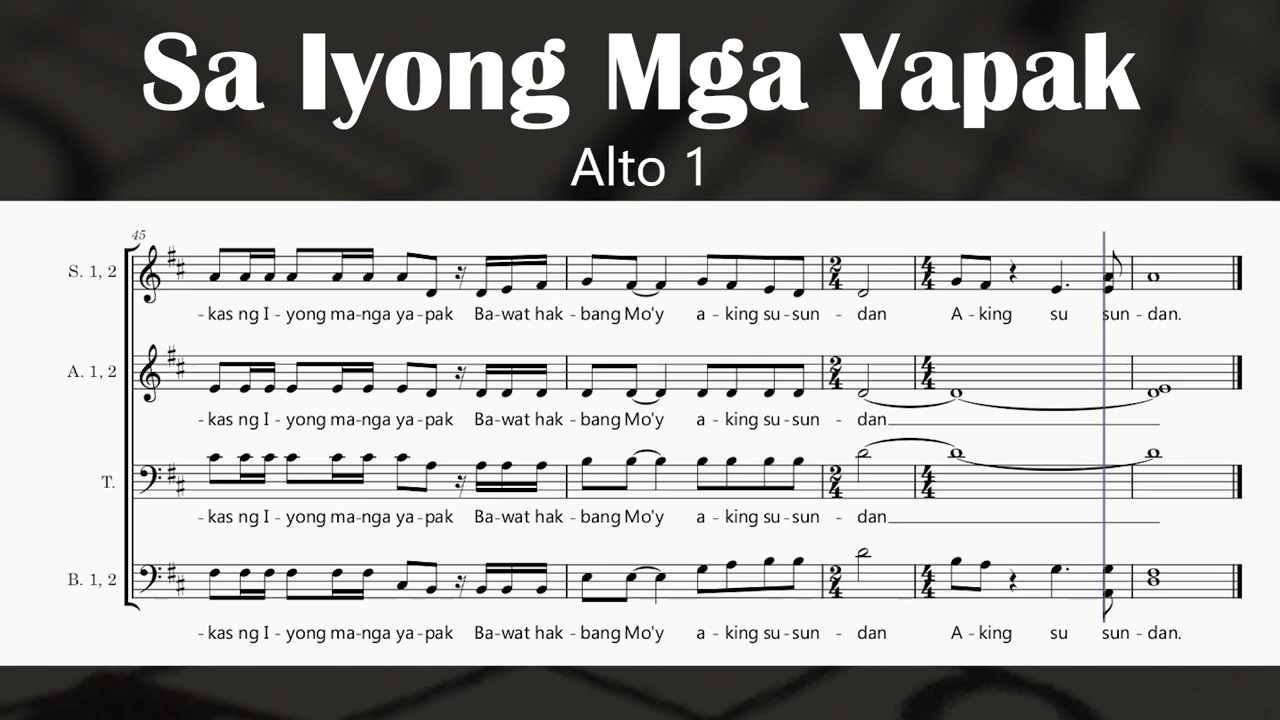 Sa Iyong Mga Yapak
Alto 1
45
S. 1, 2
- kas ng I - yong ma-nga ya-pak Ba-wat hak - bang Mo'y a - king su-sun - dan A - king su sun - dan.
A. 1, 2
- kas ng I - yong ma-nga ya-pak Ba-wat hak - bang Mo'y a - king su-sun - dan
T.
- kas ng I - yong ma-nga ya-pak Ba-wat hak - bang Mo'y a - king su-sun - dan
B. 1, 2
- kas ng I - yong ma-nga ya-pak Ba-wat hak - bang Mo'y a - king su-sun - dan A - king su sun - dan.